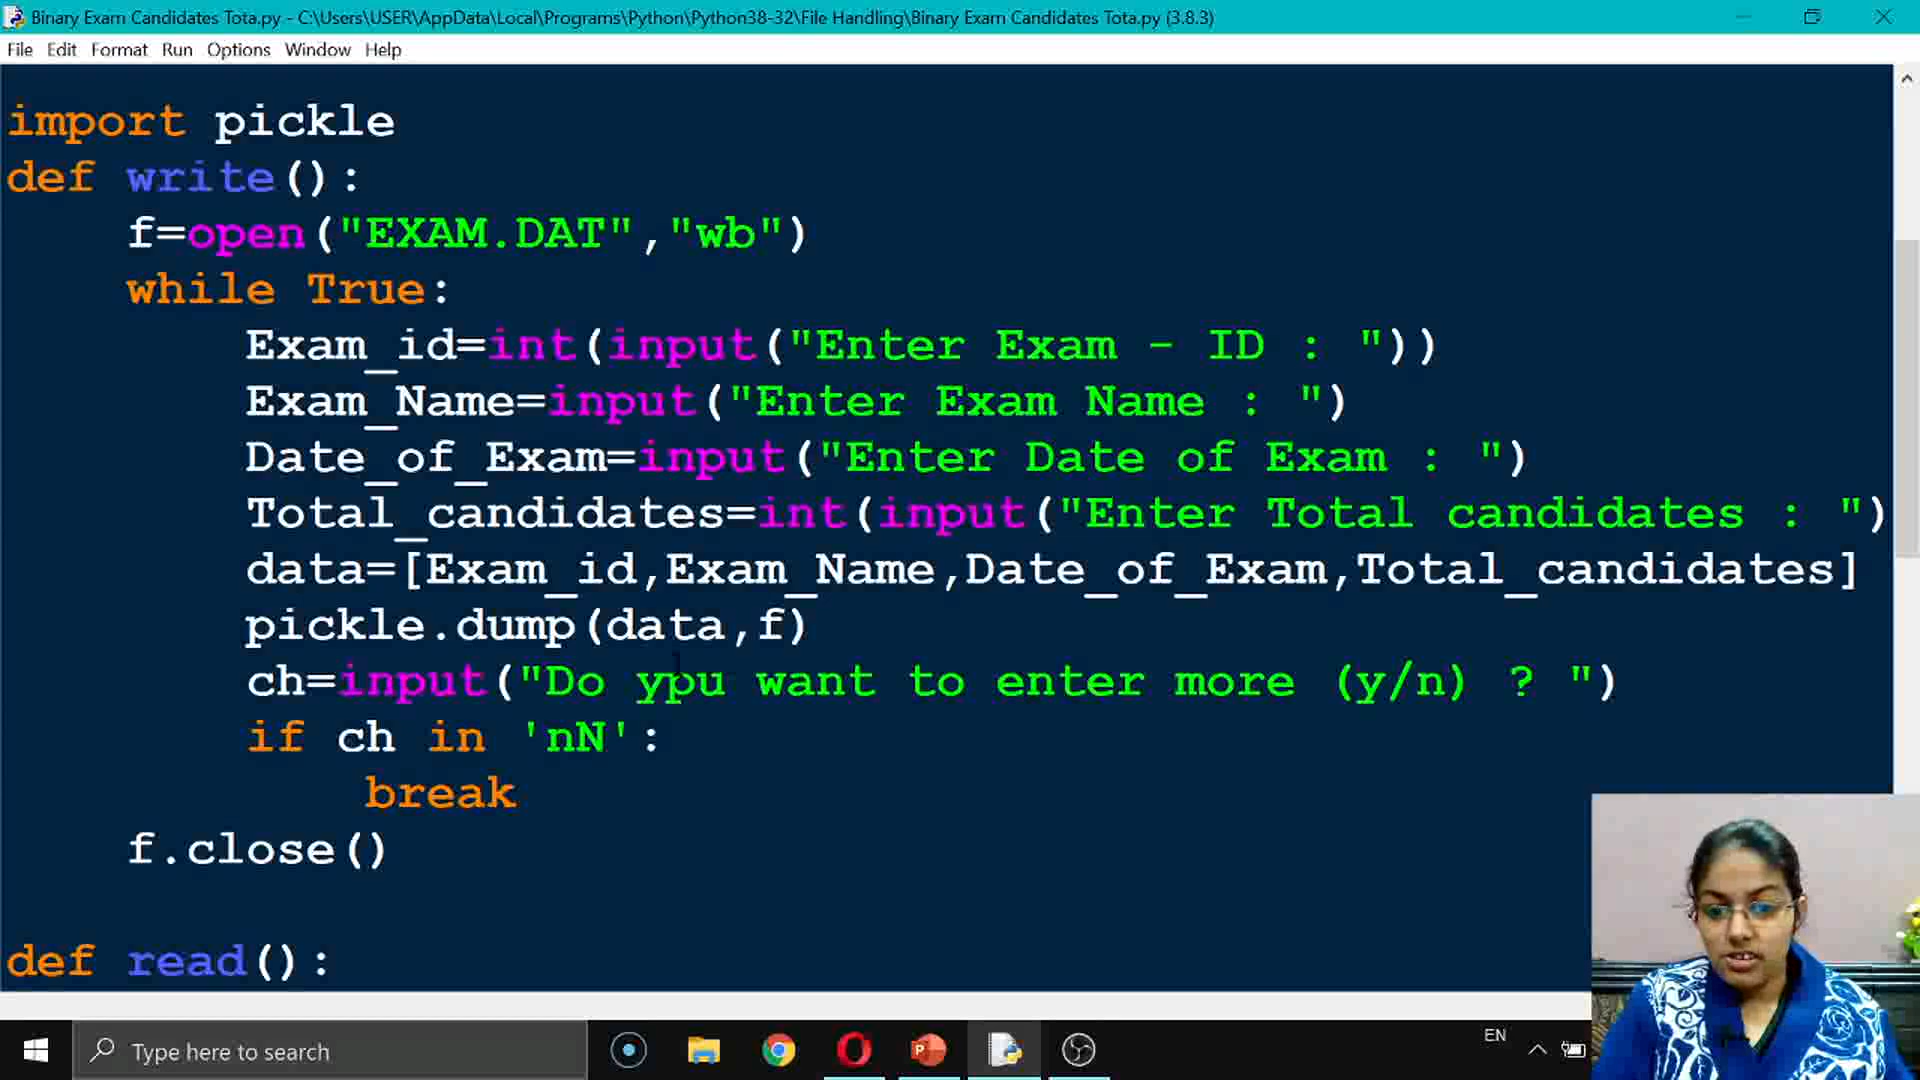 Binary Exam Candidates Tota.py - C:\Users\USER\AppData\Local\Programs\Python\Python38-32\File Handling\Binary Exam Candidates Tota.py (3.8.3)
File Edit Format Run Options Window Help
import pickle
def write():
f=open("EXAM.DAT","wb")
while True:
Exam_id=int(input("Enter Exam - ID : "))
Exam_Name=input("Enter Exam Name : ")
Date_of_Exam=input("Enter Date of Exam : ")
Total_candidates=int(input("Enter Total candidates : ")
data=[Exam_id,Exam_Name,Date_of_Exam,Total_candidates]
pickle.dump(data,f)
ch=input("Do you want to enter more (y/n) ? ")
if ch in 'nN':
break
f.close()
def read():
Type here to search
EN